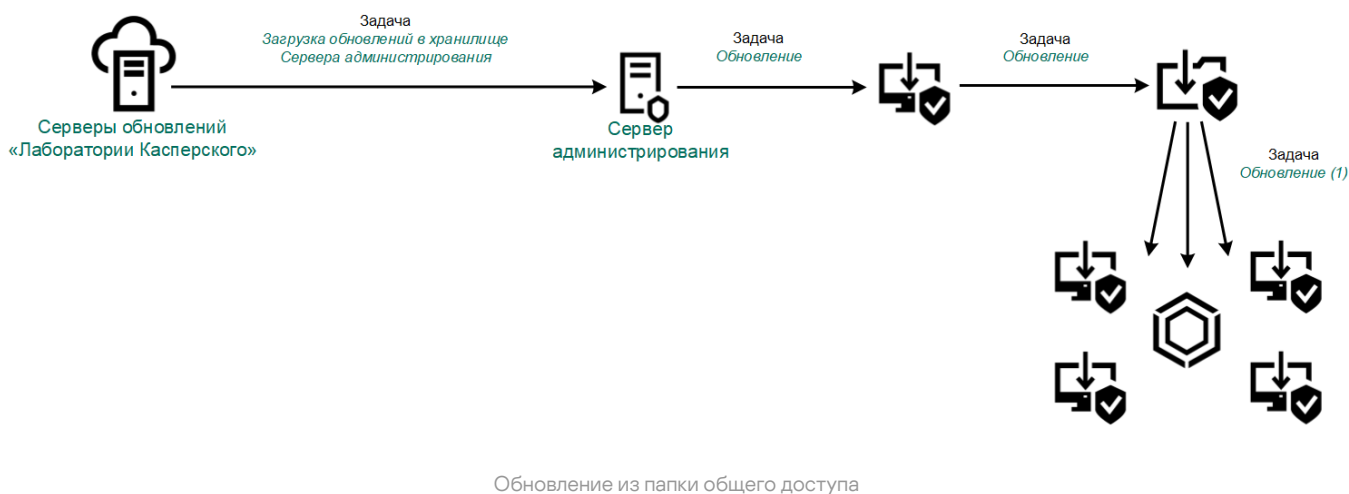 Задача
Загрузка обновлений в хранилище
Сервера администрирования
Задача
Обновление
Задача
Обновление
Серверы обновлений
«Лаборатории Касперского»
Сервер
администрирования
Задача
Обновление (1)
Обновление из папки общего доступа